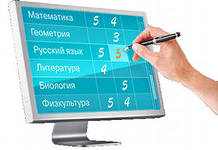 Математика 5 4
Геометрия 3
Русский язык 5 5
Литература 4
Биология 5
Физкультура 5 4